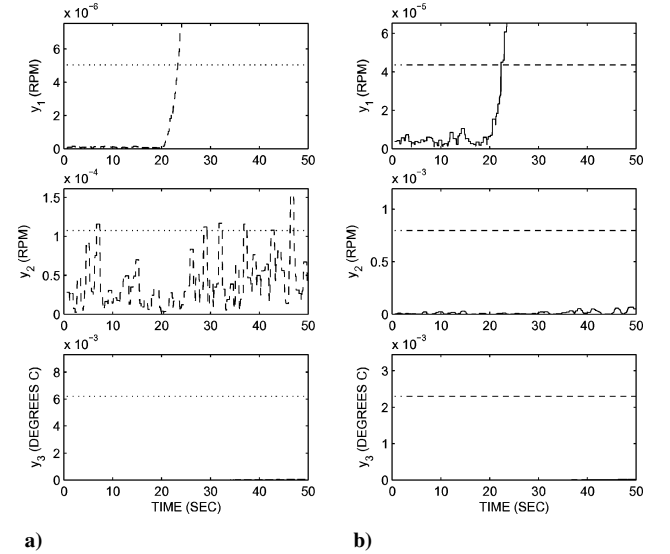 x 10⁻⁶
6
4
2
0
y₁ (RPM)
0 10 20 30 40 50
x 10⁻⁴
1.5
1
0.5
0
y₂ (RPM)
0 10 20 30 40 50
x 10⁻³
8
6
4
2
0
y₃ (DEGREES C)
0 10 20 30 40 50
TIME (SEC)
a)
x 10⁻⁵
6
4
2
0
y₁ (RPM)
0 10 20 30 40 50
x 10⁻³
1
0.5
0
y₂ (RPM)
0 10 20 30 40 50
x 10⁻³
3
2
1
0
y₃ (DEGREES C)
0 10 20 30 40 50
TIME (SEC)
b)